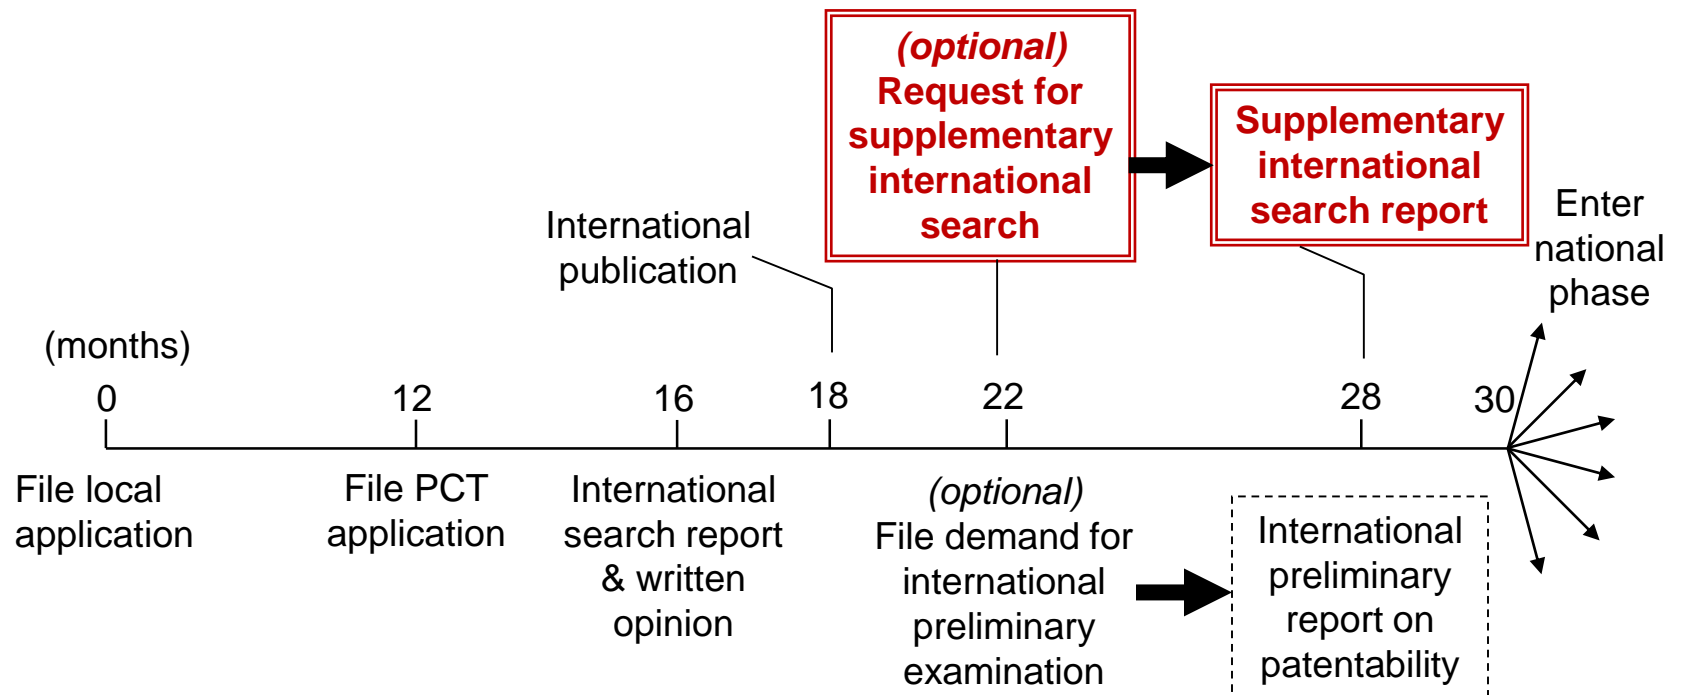 (optional)
Request for
supplementary
international
search
Supplementary
international
search report
Enter
national
phase
International
publication
(months)
0
12
16
18
22
28
30
File local
application
File PCT
application
International
search report
& written
opinion
(optional)
File demand for
international
preliminary
examination
International
preliminary
report on
patentability